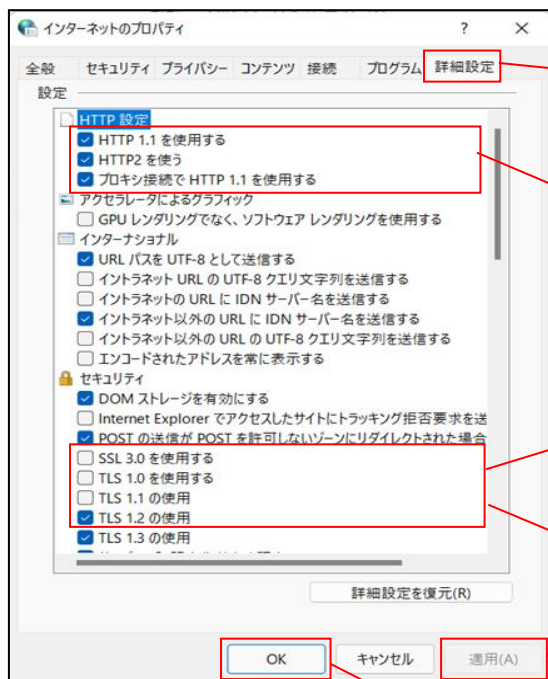 インターネットのプロパティ ? ×
全般 セキュリティ プライバシー コンテンツ 接続 プログラム 詳細設定
設定
HTTP 設定
HTTP 1.1 を使用する
HTTP2 を使う
プロキシ接続で HTTP 1.1 を使用する
アクセラレータによるグラフィック
GPU レンダリングでなく、ソフトウェア レンダリングを使用する
インターナショナル
URL パスを UTF-8 として送信する
イントラネット URL の UTF-8 クエリ文字列を送信する
イントラネットの URL に IDN サーバー名を送信する
イントラネット以外の URL に IDN サーバー名を送信する
イントラネット以外の URL の UTF-8 クエリ文字列を送信する
エンコードされたアドレスを常に表示する
セキュリティ
DOM ストレージを有効にする
Internet Explorer でアクセスしたサイトにトラッキング拒否要求を送
POST の送信が POST を許可しないゾーンにリダイレクトされた場合
SSL 3.0 を使用する
TLS 1.0 を使用する
TLS 1.1 の使用
TLS 1.2 の使用
TLS 1.3 の使用
詳細設定を復元(R)
OK キャンセル 適用(A)